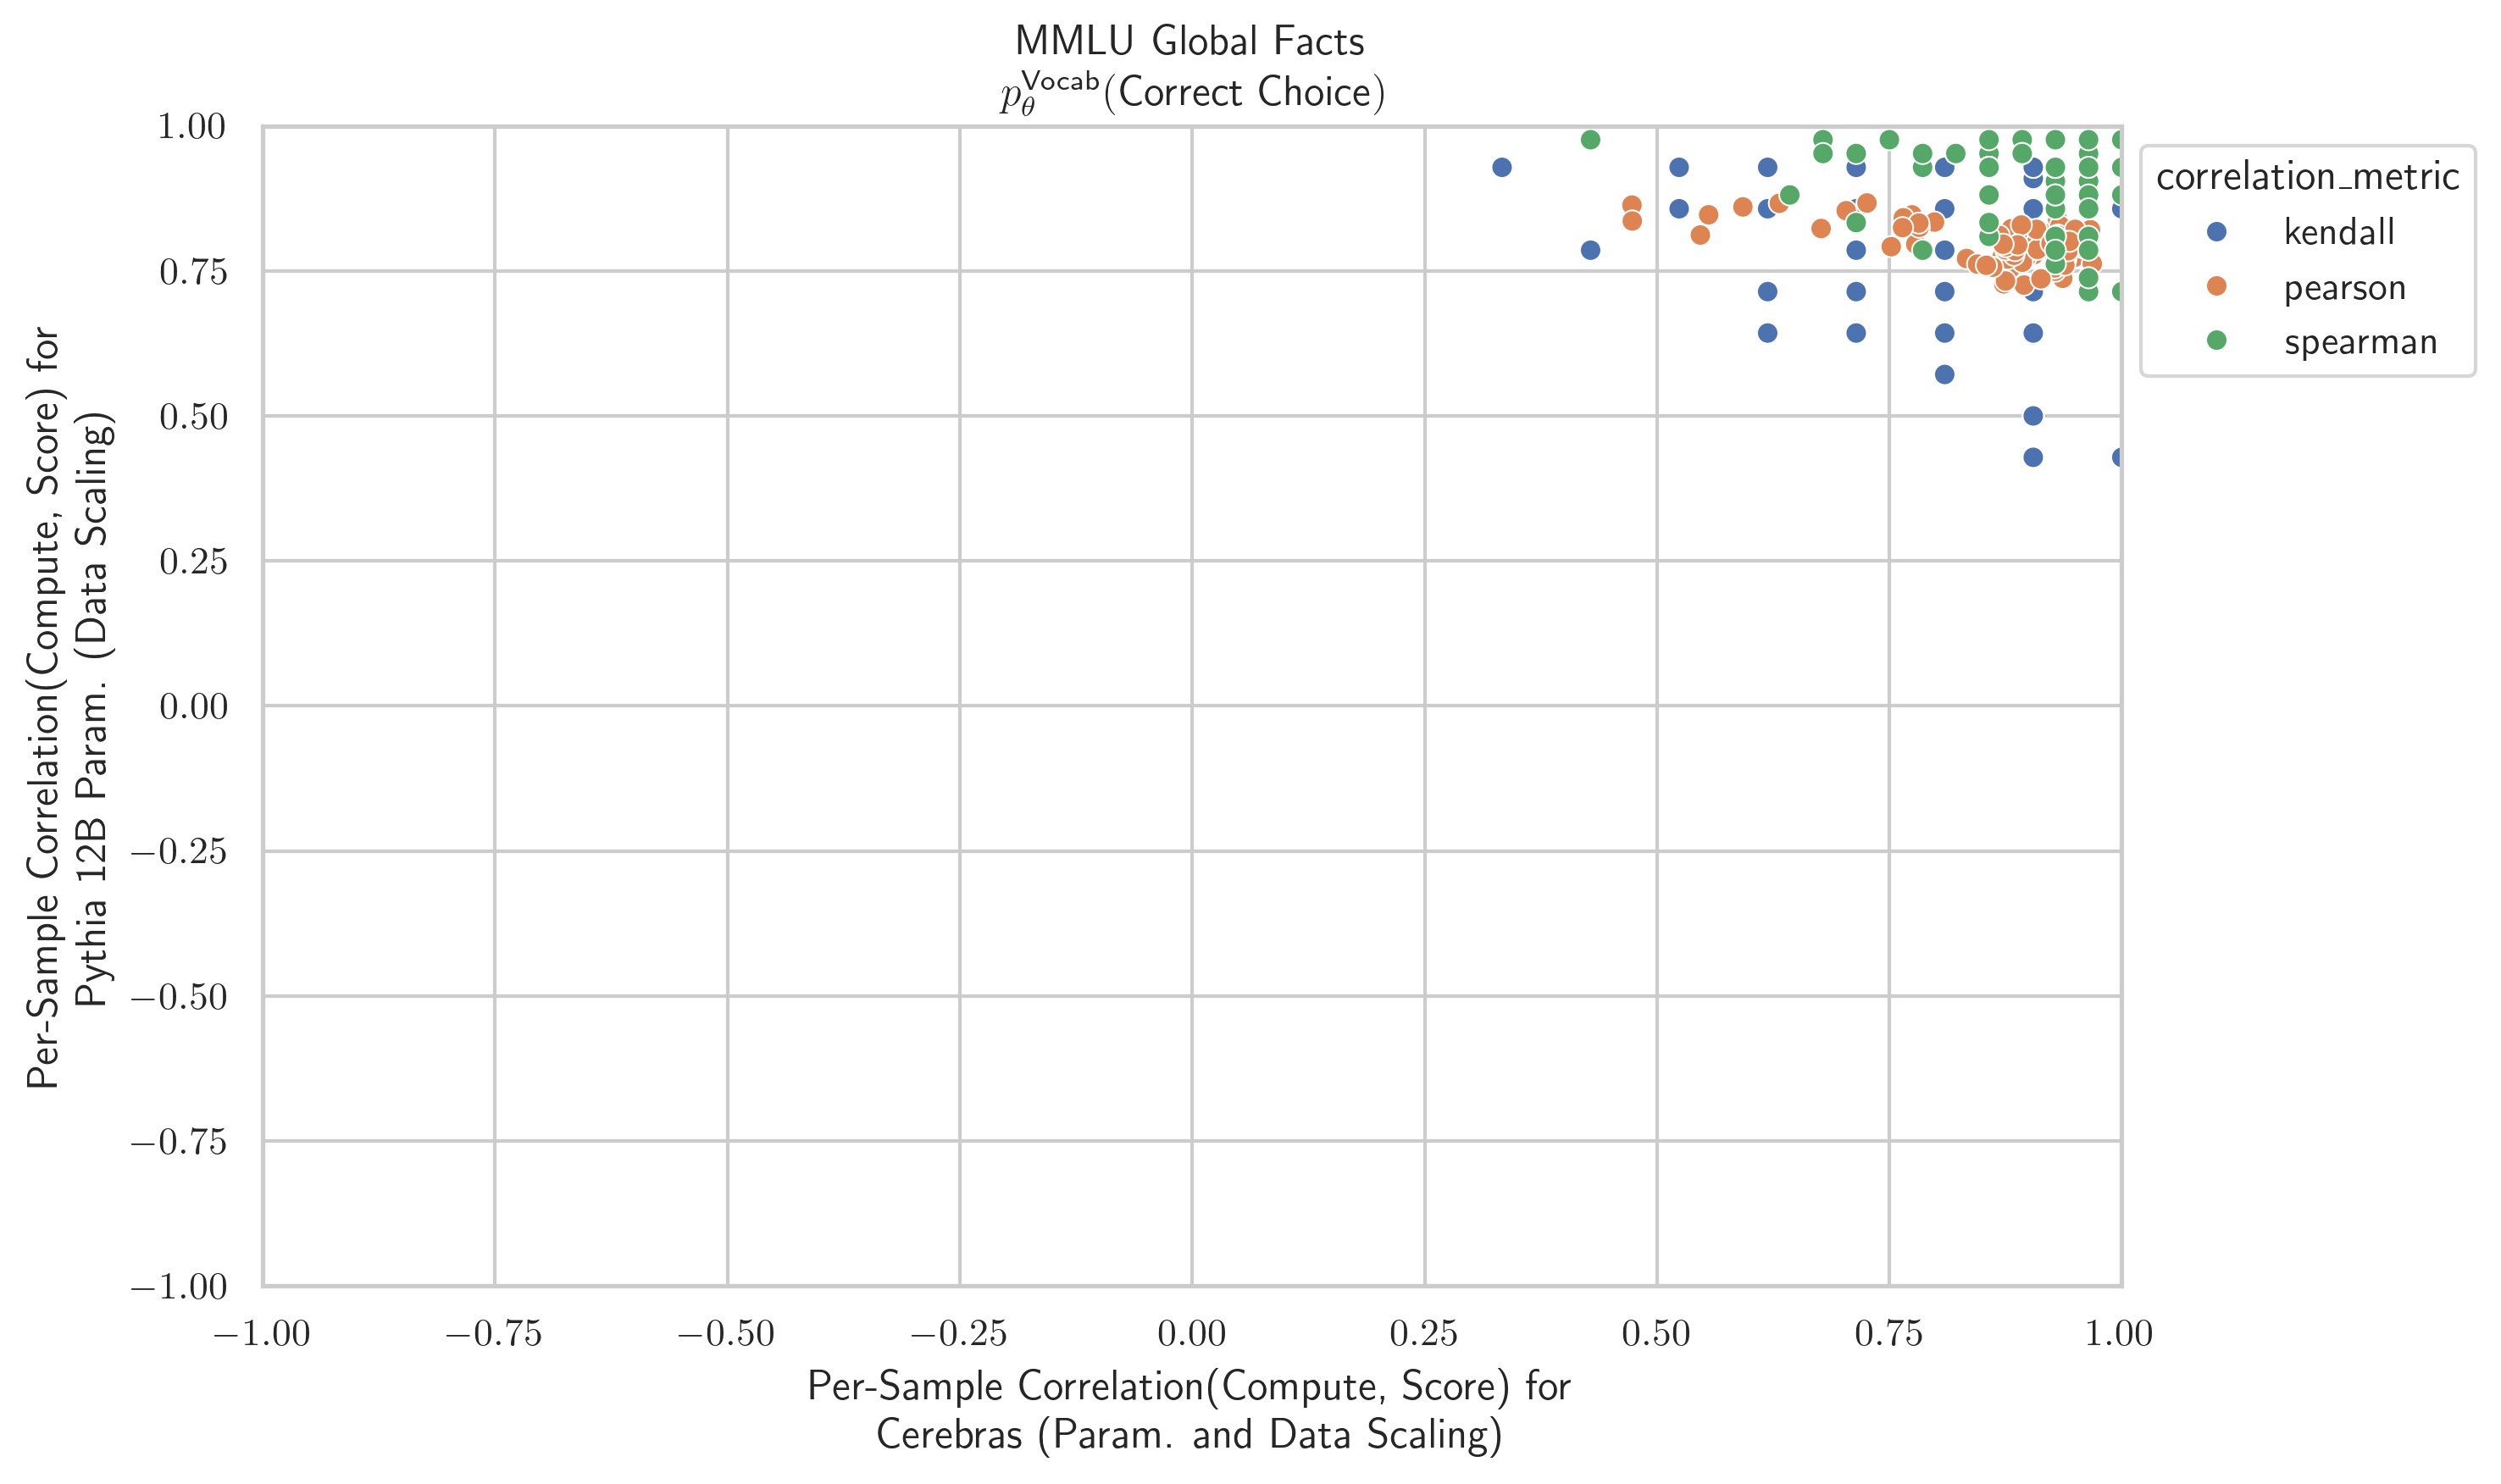 MMLU Global Facts
$p_\theta^{\text{Vocab}}$(Correct Choice)
1.00
0.75
0.50
0.25
0.00
−0.25
−0.50
−0.75
−1.00
Per-Sample Correlation(Compute, Score) for
Pythia 12B Param. (Data Scaling)
−1.00
−0.75
−0.50
−0.25
0.00
0.25
0.50
0.75
1.00
Per-Sample Correlation(Compute, Score) for
Cerebras (Param. and Data Scaling)
correlation_metric
kendall
pearson
spearman